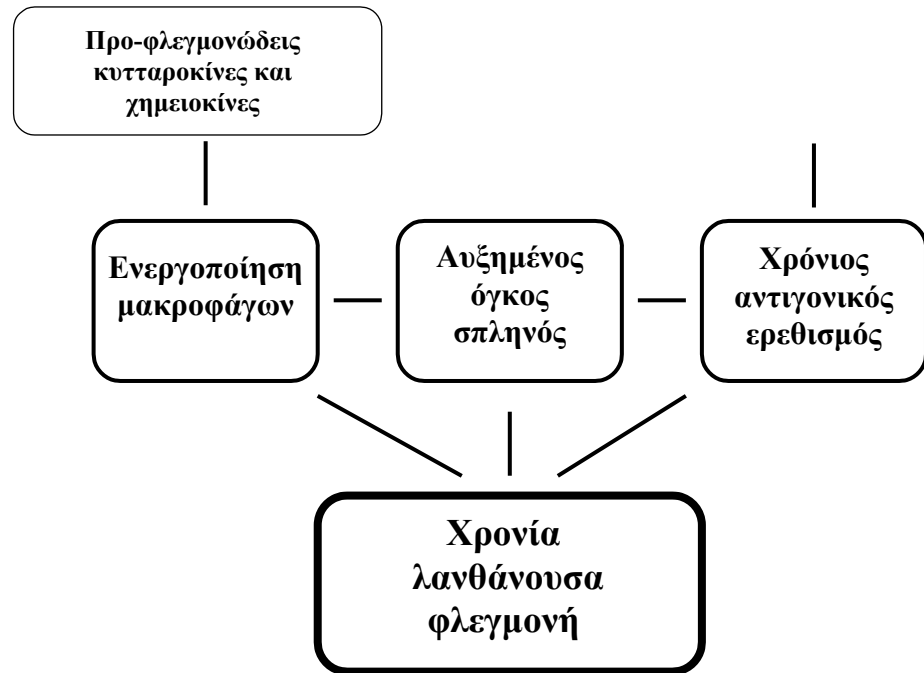 Προ-φλεγμονώδεις
κυτταροκίνες και
χημειοκίνες
Ενεργοποίηση
μακροφάγων
Αυξημένος
όγκος
σπληνός
Χρόνιος
αντιγονικός
ερεθισμός
Χρονία
λανθάνουσα
φλεγμονή